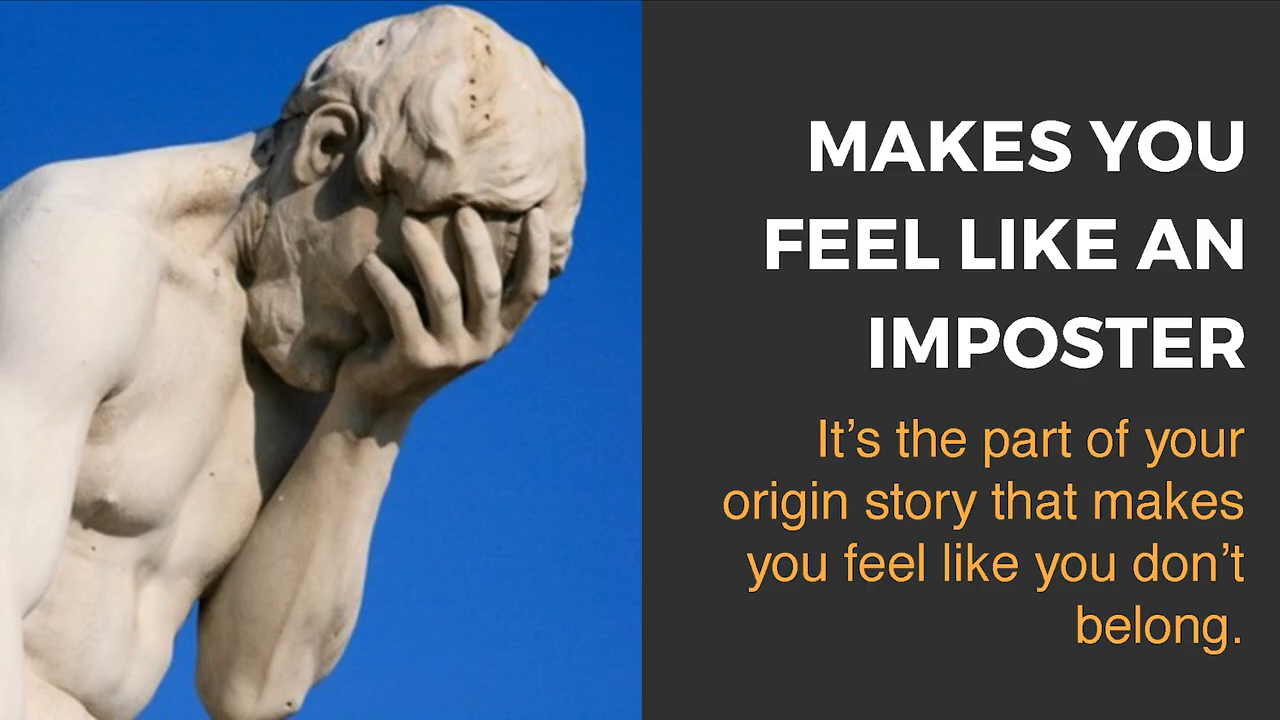 MAKES YOU
FEEL LIKE AN
IMPOSTER
It’s the part of your
origin story that makes
you feel like you don’t
belong.